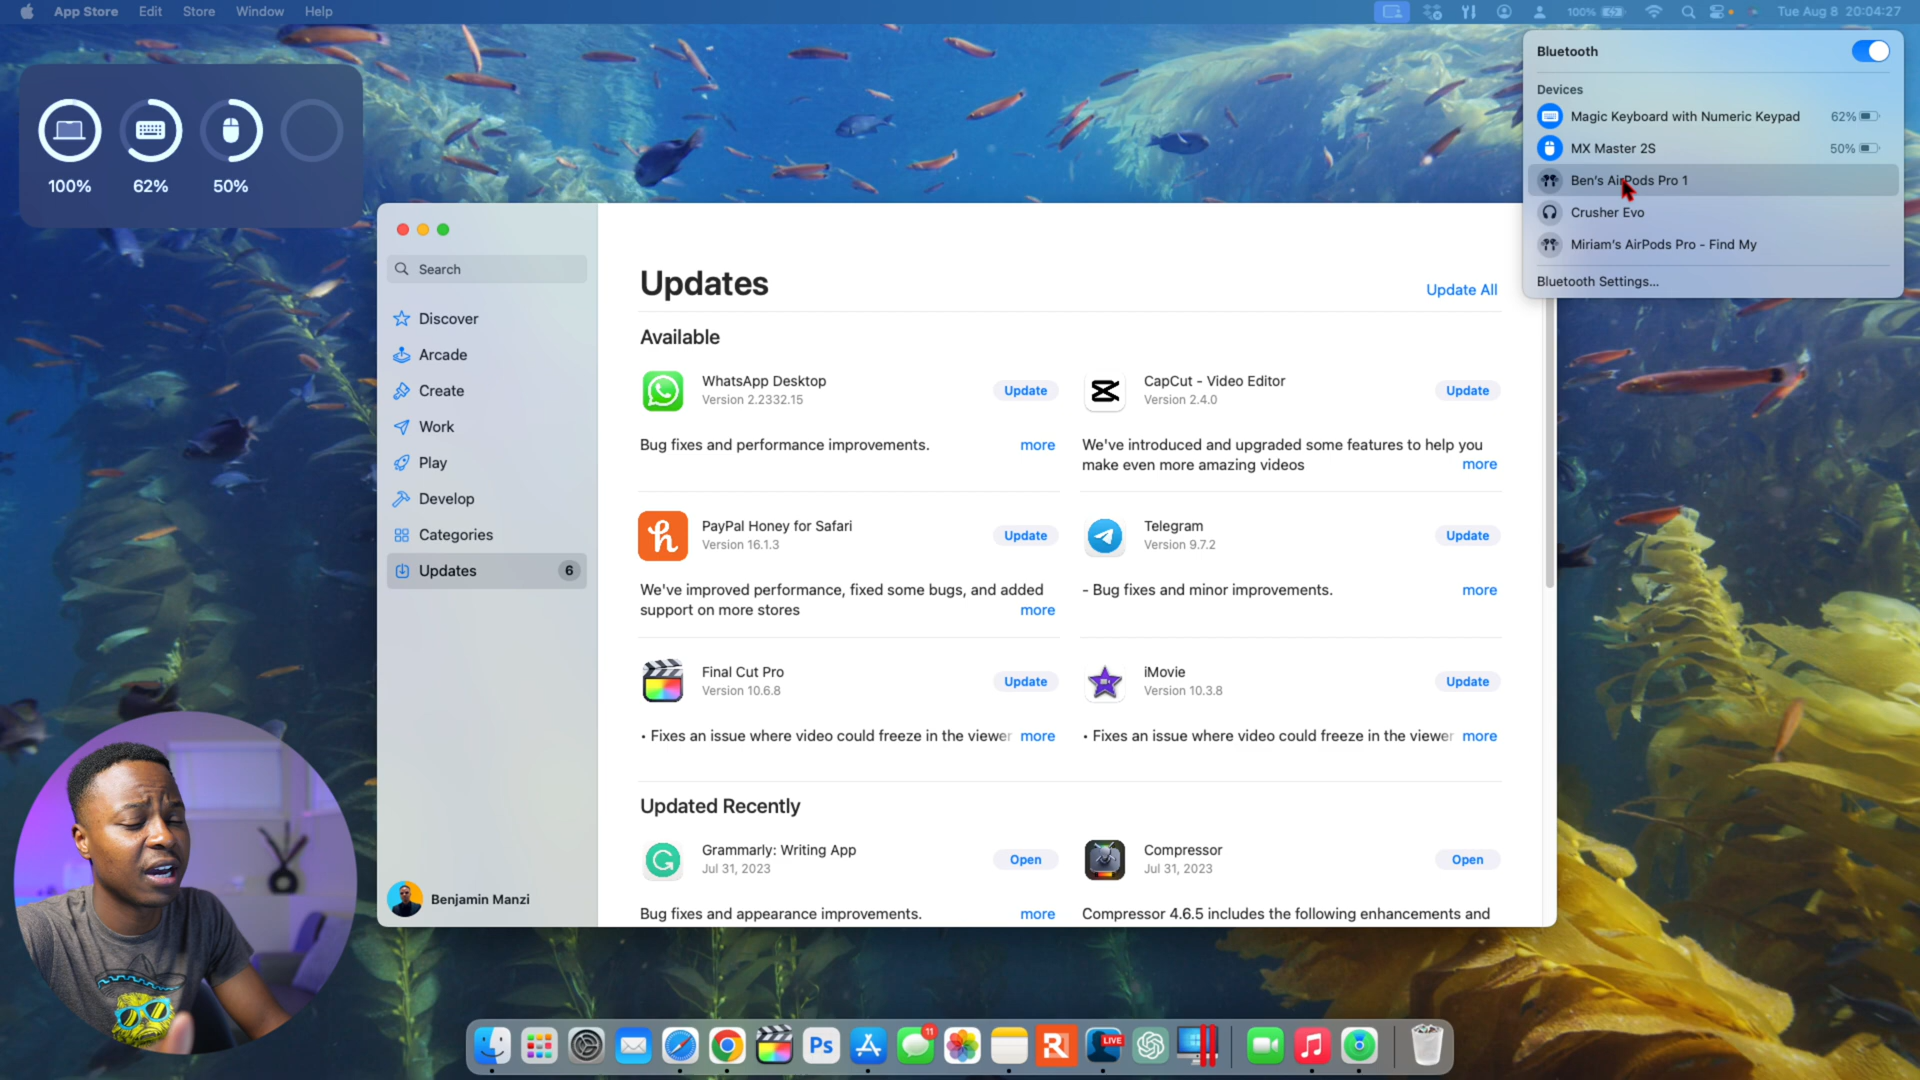 App Store Edit Store Window Help
100% Tue Aug 8 20:04:27
100% 62% 50%
Bluetooth
Devices
Magic Keyboard with Numeric Keypad 62%
MX Master 2S 50%
Ben's AirPods Pro 1
Crusher Evo
Miriam's AirPods Pro - Find My
Bluetooth Settings...
Search
Discover
Arcade
Create
Work
Play
Develop
Categories
Updates 6
Benjamin Manzi
Updates
Update All
Available
WhatsApp Desktop
Version 2.2332.15
Update
Bug fixes and performance improvements. more
CapCut - Video Editor
Version 2.4.0
Update
We've introduced and upgraded some features to help you
make even more amazing videos more
PayPal Honey for Safari
Version 16.1.3
Update
We've improved performance, fixed some bugs, and added
support on more stores more
Telegram
Version 9.7.2
Update
- Bug fixes and minor improvements. more
Final Cut Pro
Version 10.6.8
Update
• Fixes an issue where video could freeze in the viewer more
iMovie
Version 10.3.8
Update
• Fixes an issue where video could freeze in the viewer more
Updated Recently
Grammarly: Writing App
Jul 31, 2023
Open
Bug fixes and appearance improvements. more
Compressor
Jul 31, 2023
Open
Compressor 4.6.5 includes the following enhancements and
Ps
11
R
LIVE